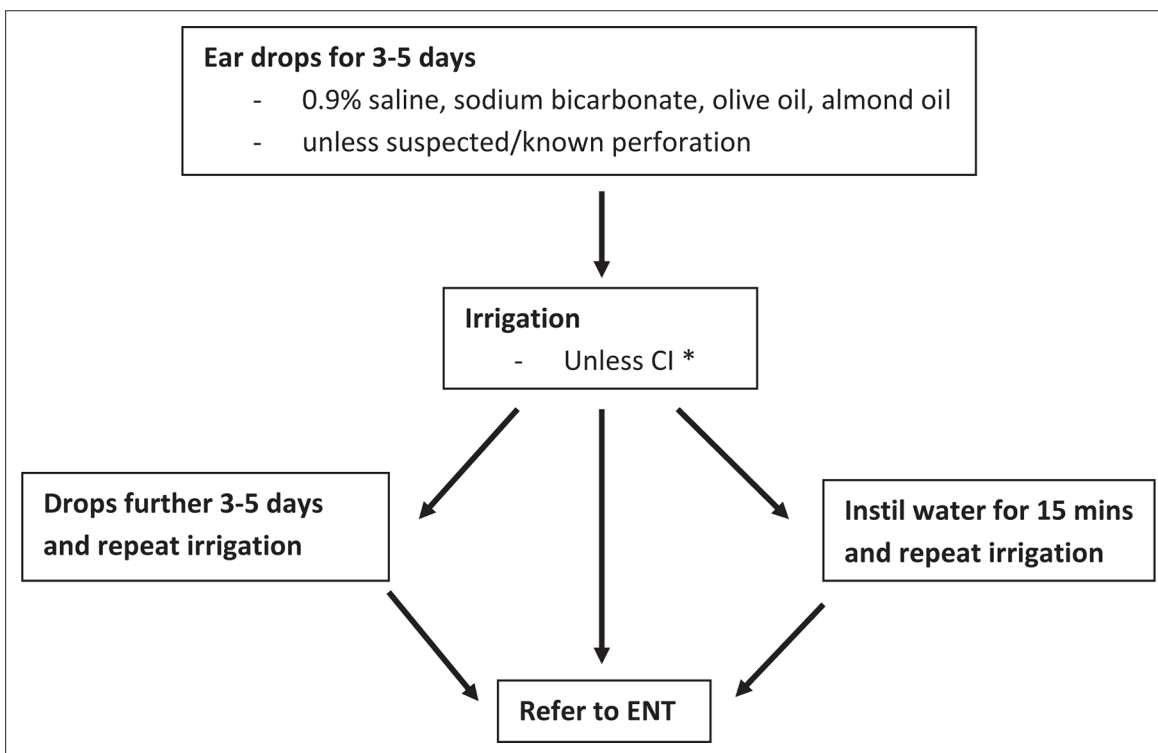 Ear drops for 3-5 days
- 0.9% saline, sodium bicarbonate, olive oil, almond oil
- unless suspected/known perforation
Irrigation
- Unless CI *
Drops further 3-5 days
and repeat irrigation
Instil water for 15 mins
and repeat irrigation
Refer to ENT